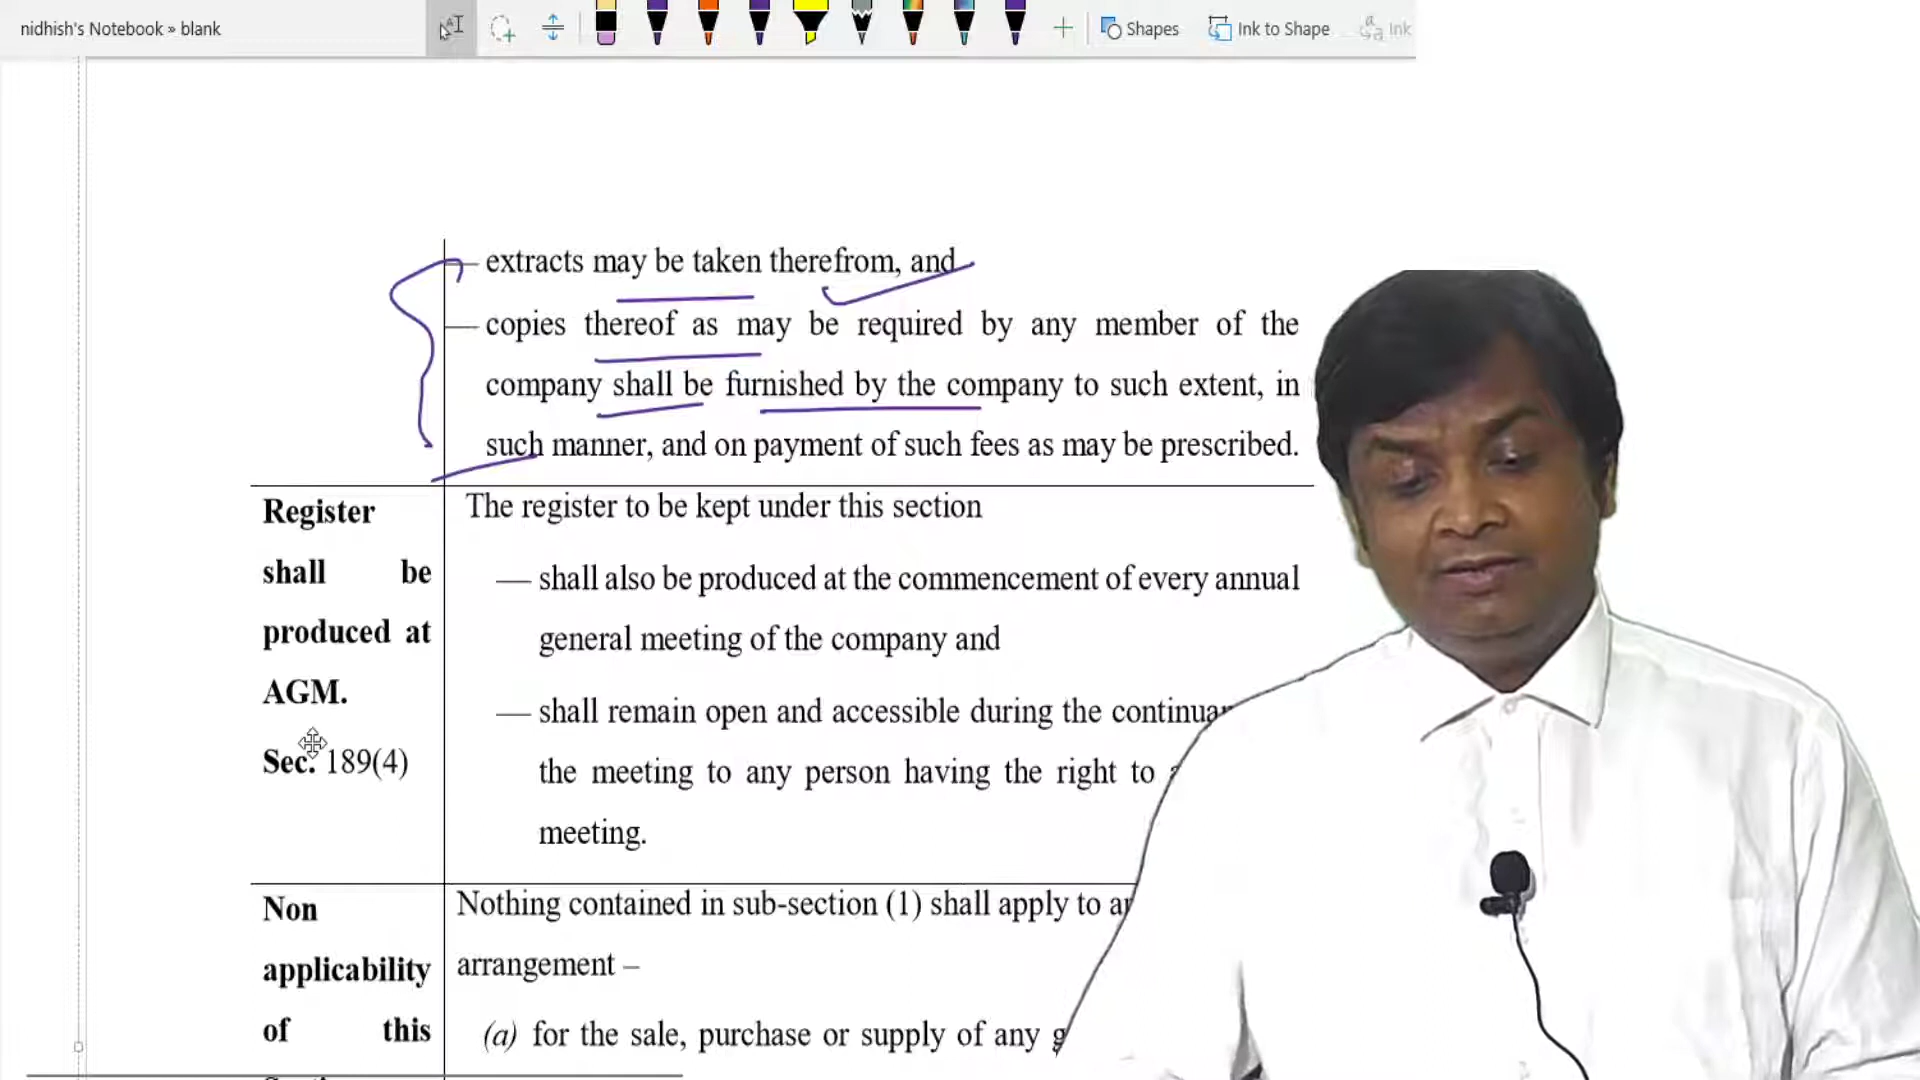 nidhish's Notebook » blank
Shapes
Ink to Shape
Ink
extracts may be taken therefrom, and
copies thereof as may be required by any member of the
company shall be furnished by the company to such extent, in
such manner, and on payment of such fees as may be prescribed.
Register
shall be
produced at
AGM.
Sec. 189(4)
The register to be kept under this section
— shall also be produced at the commencement of every annual
general meeting of the company and
— shall remain open and accessible during the
the meeting to any person having the right to
meeting.
Non
applicability
of this
Nothing contained in sub-section (1) shall apply to
arrangement –
(a) for the sale, purchase or supply of any